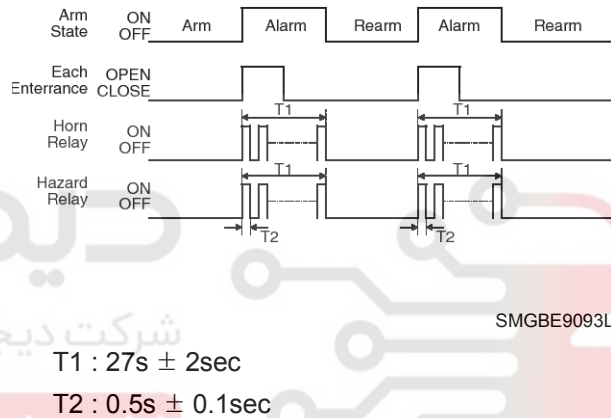 Arm State ON OFF Arm Alarm Rearm Alarm Rearm
Each Enterrance OPEN CLOSE
T1 T1
Horn Relay ON OFF
T1 T1
Hazard Relay ON OFF
T2 T2
SMGBE9093L
شرکت دیجی
T1 : 27s ± 2sec
T2 : 0.5s ± 0.1sec